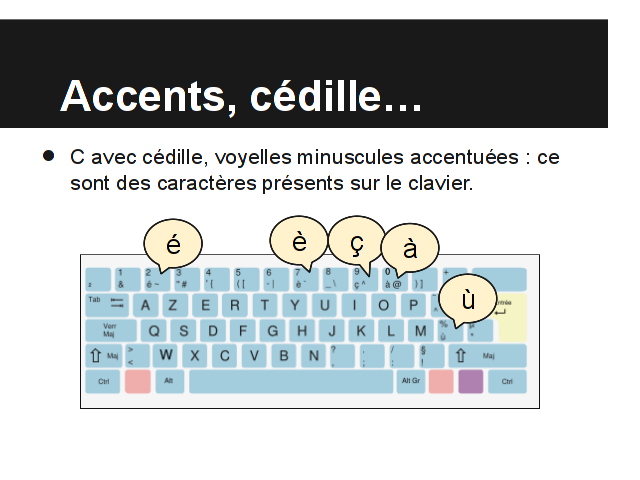 Accents, cédille…
● C avec cédille, voyelles minuscules accentuées : ce
sont des caractères présents sur le clavier.
é è ç à
ù
1 2 3 4 5 6 7 8 9 0 +
² & é ~ " # ' { ( [ - | è ` _ \ ç ^ à @ ) ]
Tab A Z E R T Y U I O P
Verr
Maj Q S D F G H J K L M % ù µ *
Maj > < W X C V B N ? , . ; / : § ! Maj
Ctrl Alt Alt Gr Ctrl